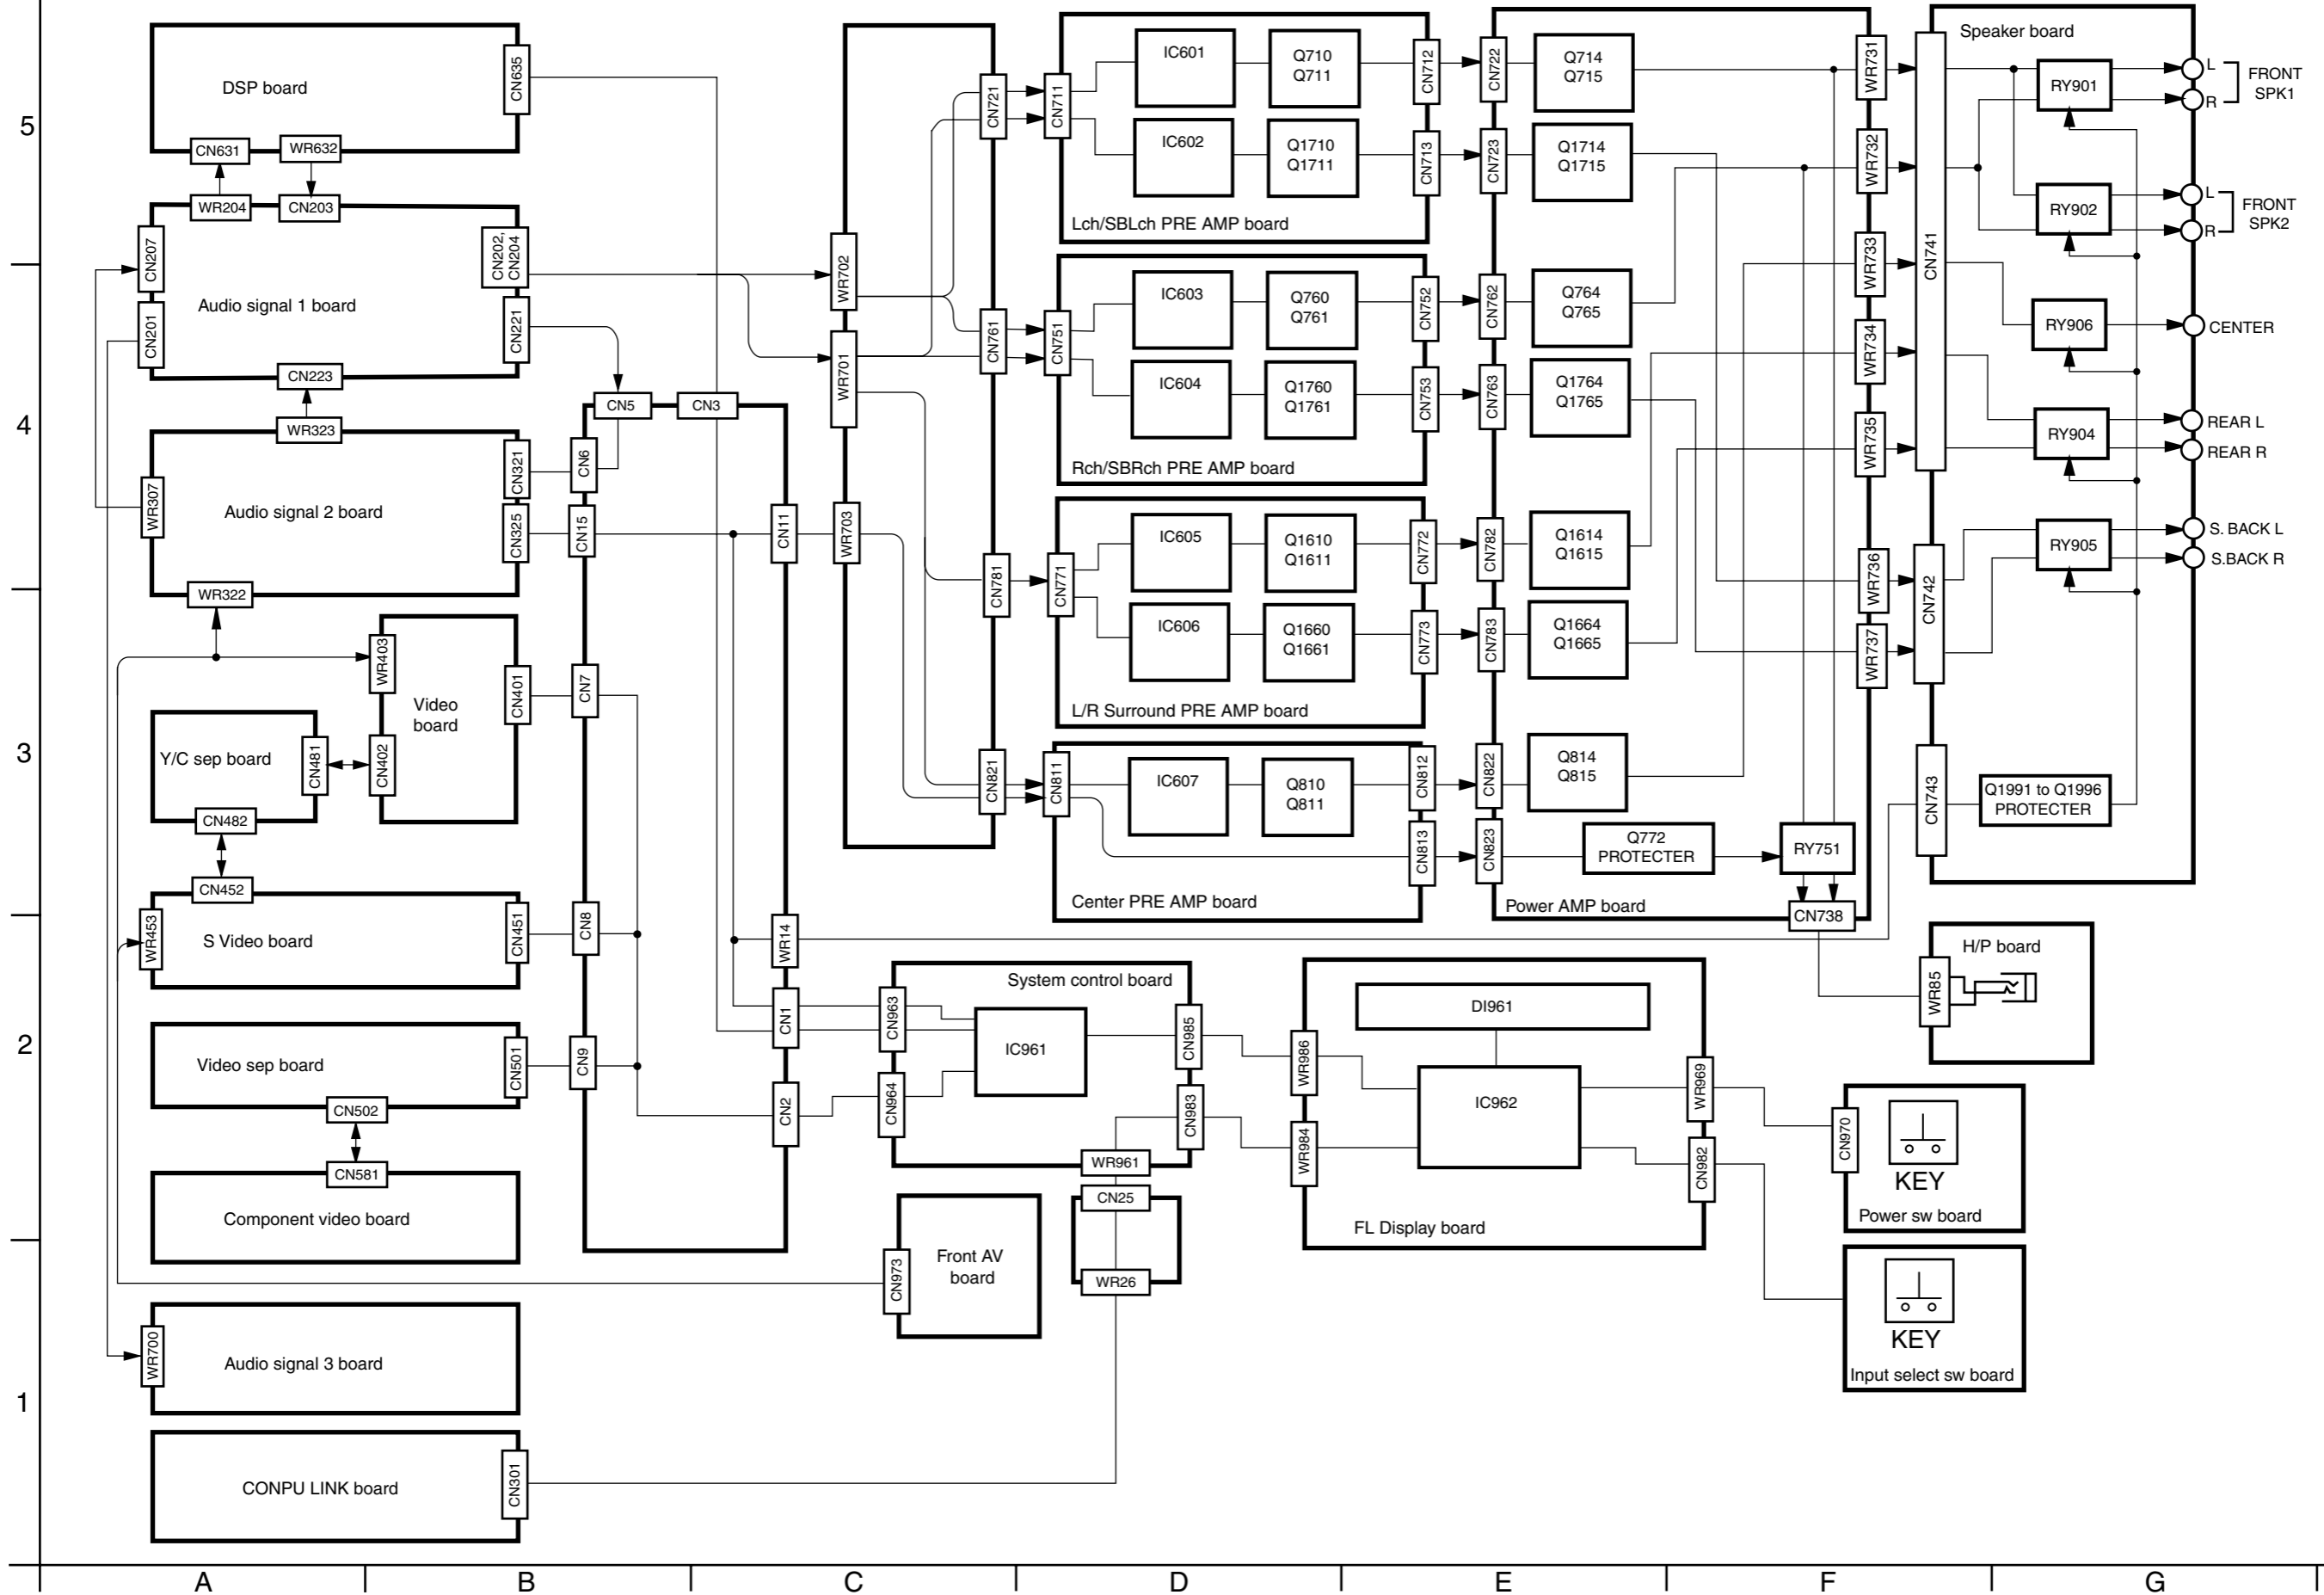 5
4
3
2
1
A
B
C
D
E
F
G
DSP board
CN635
CN631
WR632
WR204
CN203
CN207
CN201
Audio signal 1 board
CN202,
CN204
CN221
CN223
WR323
WR307
Audio signal 2 board
CN321
CN325
WR322
WR403
Video
board
CN401
CN402
Y/C sep board
CN481
CN482
CN452
WR453
S Video board
CN451
Video sep board
CN501
CN502
CN581
Component video board
WR700
Audio signal 3 board
CONPU LINK board
CN301
CN5
CN3
CN6
CN15
CN11
CN7
CN8
WR14
CN9
CN1
CN2
WR702
WR701
WR703
CN721
CN761
CN781
CN821
CN711
IC601
Q710
Q711
CN712
IC602
Q1710
Q1711
CN713
Lch/SBLch PRE AMP board
CN751
IC603
Q760
Q761
CN752
IC604
Q1760
Q1761
CN753
Rch/SBRch PRE AMP board
CN771
IC605
Q1610
Q1611
CN772
IC606
Q1660
Q1661
CN773
L/R Surround PRE AMP board
CN811
IC607
Q810
Q811
CN812
CN813
Center PRE AMP board
CN722
Q714
Q715
CN723
Q1714
Q1715
CN762
Q764
Q765
CN763
Q1764
Q1765
CN782
Q1614
Q1615
CN783
Q1664
Q1665
CN822
Q814
Q815
CN823
Q772
PROTECTER
RY751
Power AMP board
CN738
WR731
WR732
WR733
WR734
WR735
WR736
WR737
Speaker board
CN741
CN742
CN743
RY901
L
R
FRONT
SPK1
RY902
L
R
FRONT
SPK2
RY906
CENTER
RY904
REAR L
REAR R
RY905
S. BACK L
S.BACK R
Q1991 to Q1996
PROTECTER
H/P board
WR85
System control board
CN963
CN964
IC961
CN985
CN983
WR961
CN25
WR26
CN973
Front AV
board
WR986
WR984
DI961
IC962
WR969
CN982
FL Display board
CN970
KEY
Power sw board
KEY
Input select sw board